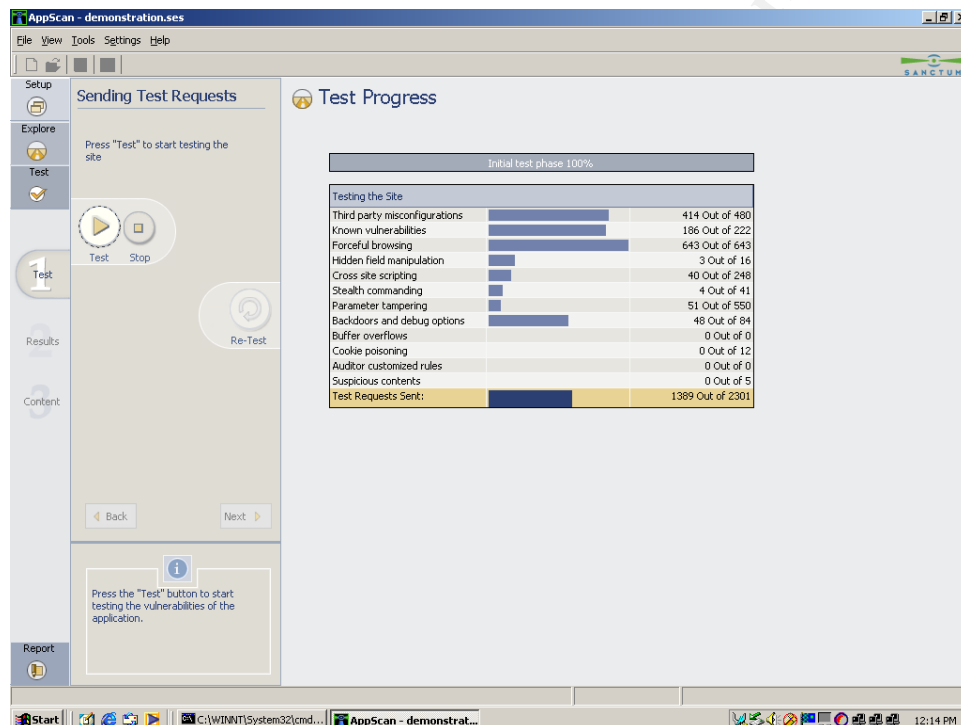 AppScan - demonstration.ses
File View Tools Settings Help
SANCTUM
Setup
Explore
Test
Test
1
Results
2
Content
3
Report
Sending Test Requests
Press "Test" to start testing the
site
Test Stop
Re-Test
Back Next
Press the "Test" button to start
testing the vulnerabilities of the
application.
Test Progress
Initial test phase 100%
Testing the Site
Third party misconfigurations 414 Out of 480
Known vulnerabilities 186 Out of 222
Forceful browsing 643 Out of 643
Hidden field manipulation 3 Out of 16
Cross site scripting 40 Out of 248
Stealth commanding 4 Out of 41
Parameter tampering 51 Out of 550
Backdoors and debug options 48 Out of 84
Buffer overflows 0 Out of 0
Cookie poisoning 0 Out of 12
Auditor customized rules 0 Out of 0
Suspicious contents 0 Out of 5
Test Requests Sent: 1389 Out of 2301
Start C:\WINNT\System32\cmd... AppScan - demonstrat... 12:14 PM